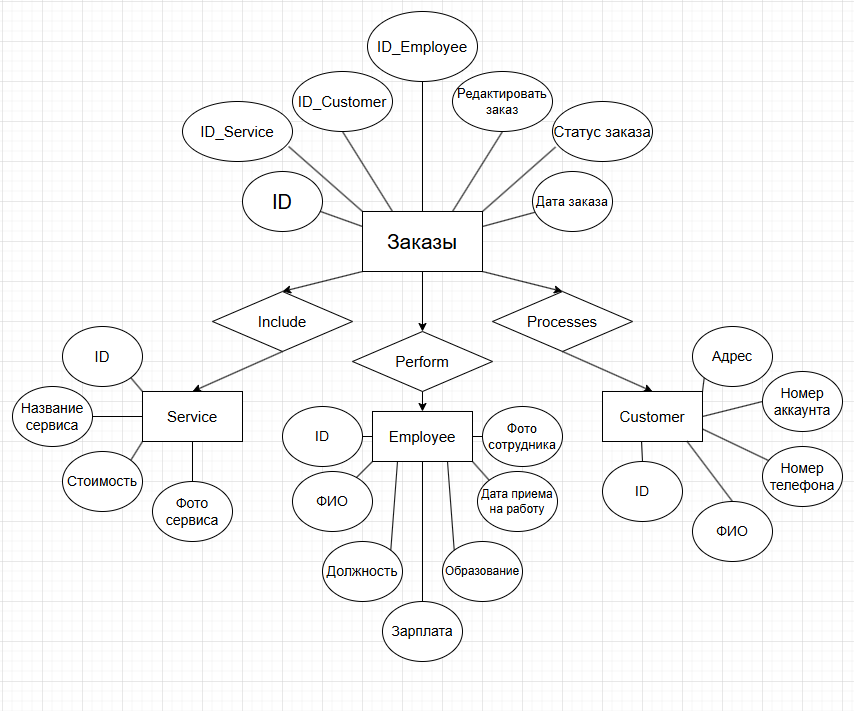 ID_Employee
ID_Customer
Редактировать
заказ
ID_Service
Статус заказа
ID
Дата заказа
Заказы
Include
Perform
Processes
ID
Название
сервиса
Service
Стоимость
Фото
сервиса
ID
Employee
Фото
сотрудника
ФИО
Дата приема
на работу
Должность
Образование
Зарплата
Адрес
Номер
аккаунта
Customer
Номер
телефона
ID
ФИО